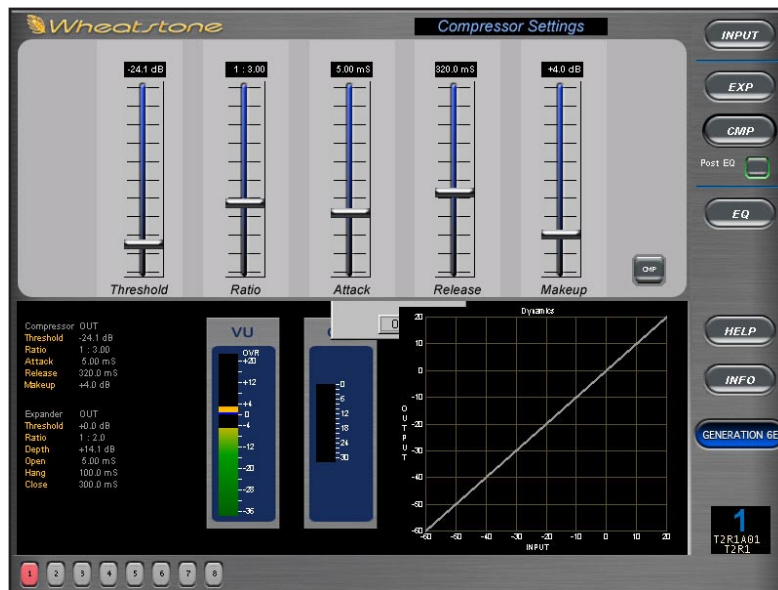 Wheatstone
Compressor Settings
INPUT
-24.1 dB
1 : 3.00
5.00 mS
320.0 mS
+4.0 dB
EXP
CMP
Post EQ
EQ
CMP
Threshold
Ratio
Attack
Release
Makeup
Compressor OUT
Threshold -24.1 dB
Ratio 1 : 3.00
Attack 5.00 mS
Release 320.0 mS
Makeup +4.0 dB
Expander OUT
Threshold +0.0 dB
Ratio 1 : 2.0
Depth +14.1 dB
Open 5.00 mS
Hang 100.0 mS
Close 300.0 mS
VU
OVR
+20
+12
+4
0
-4
-12
-20
-28
-36
0
6
12
18
24
30
Dynamics
20
10
0
-10
-20
-30
-40
-50
-60
OUTPUT
-60 -50 -40 -30 -20 -10 0 10 20
INPUT
HELP
INFO
GENERATION 6E
1
T2R1A01
T2R1
1 2 3 4 5 6 7 8